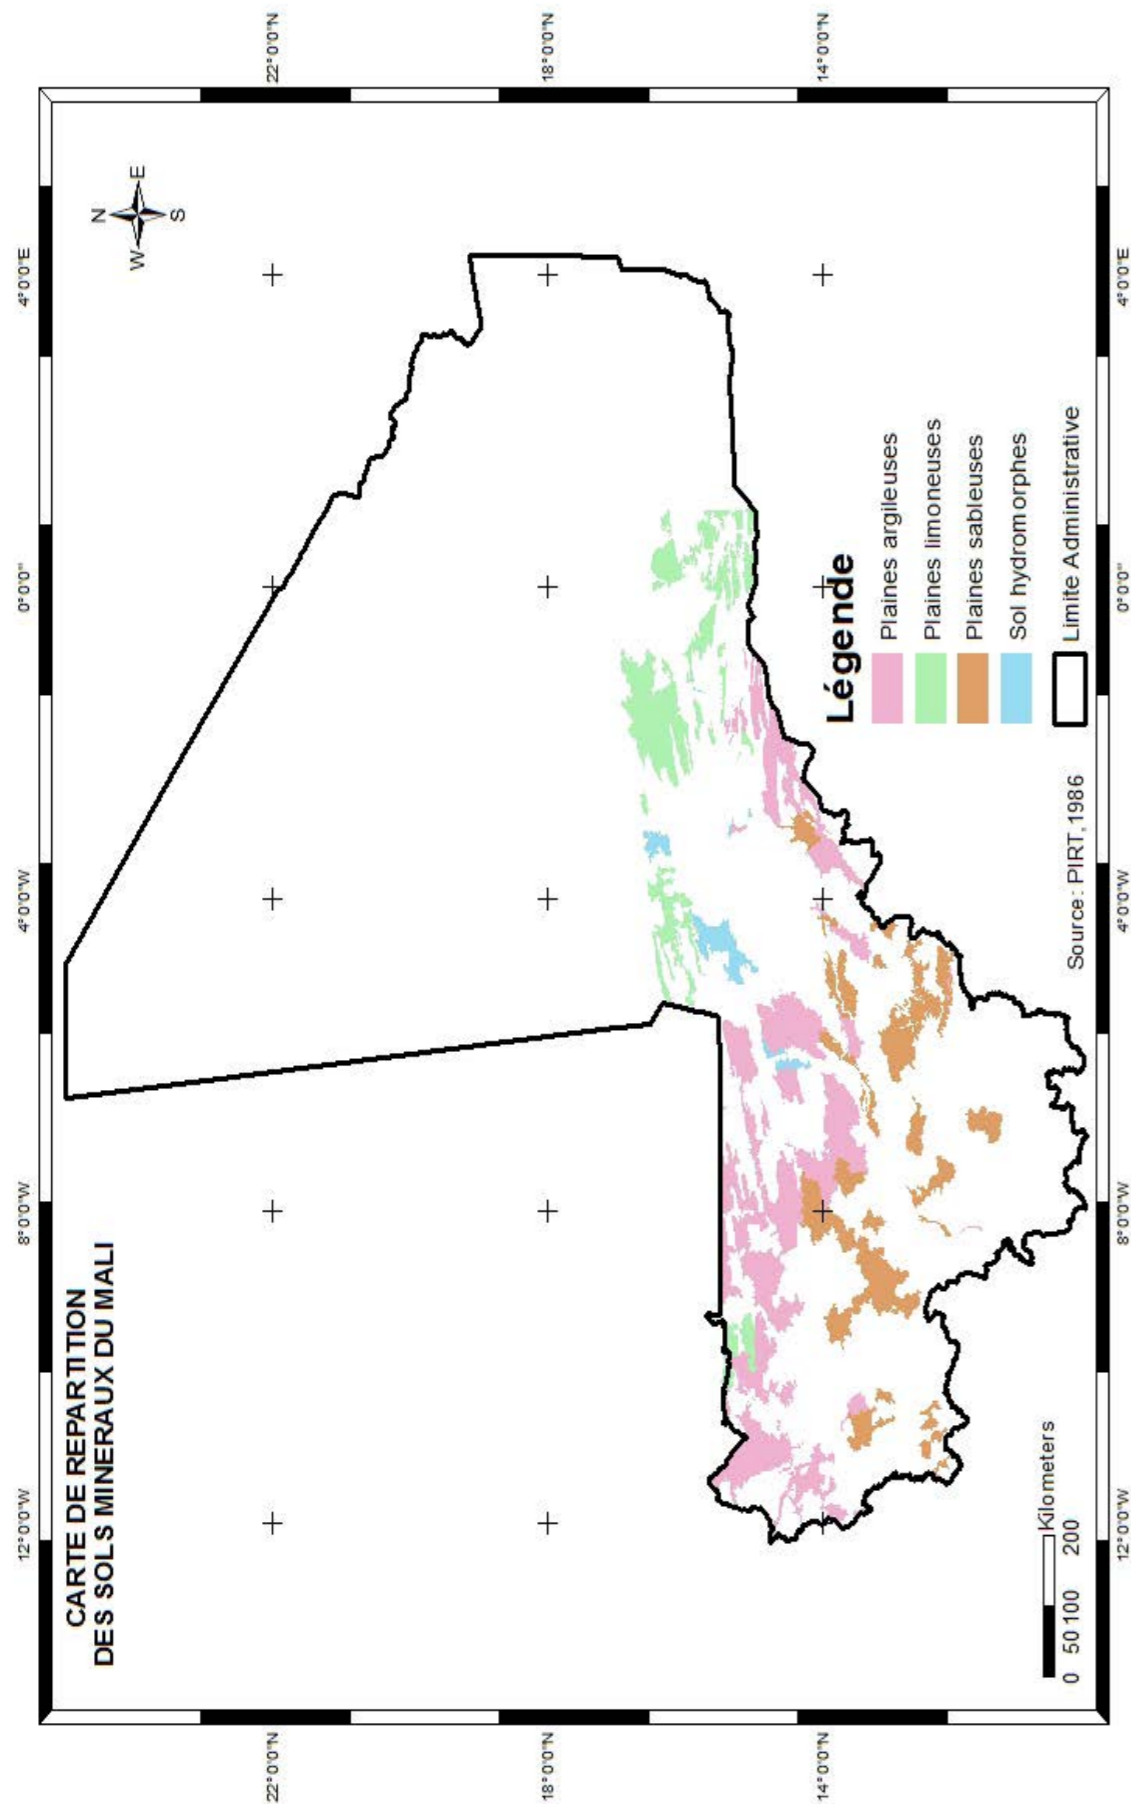 CARTE DE REPARTITION
DES SOLS MINERAUX DU MALI
12°0'0"W
8°0'0"W
4°0'0"W
0°0'0"
4°0'0"E
N
W
E
S
22°0'0"N
22°0'0"N
18°0'0"N
18°0'0"N
14°0'0"N
14°0'0"N
Légende
Plaines argileuses
Plaines limoneuses
Plaines sableuses
Sol hydromorphes
Limite Administrative
Source: PIRT,1986
Kilometers
0 50 100 200
12°0'0"W
8°0'0"W
4°0'0"W
0°0'0"
4°0'0"E